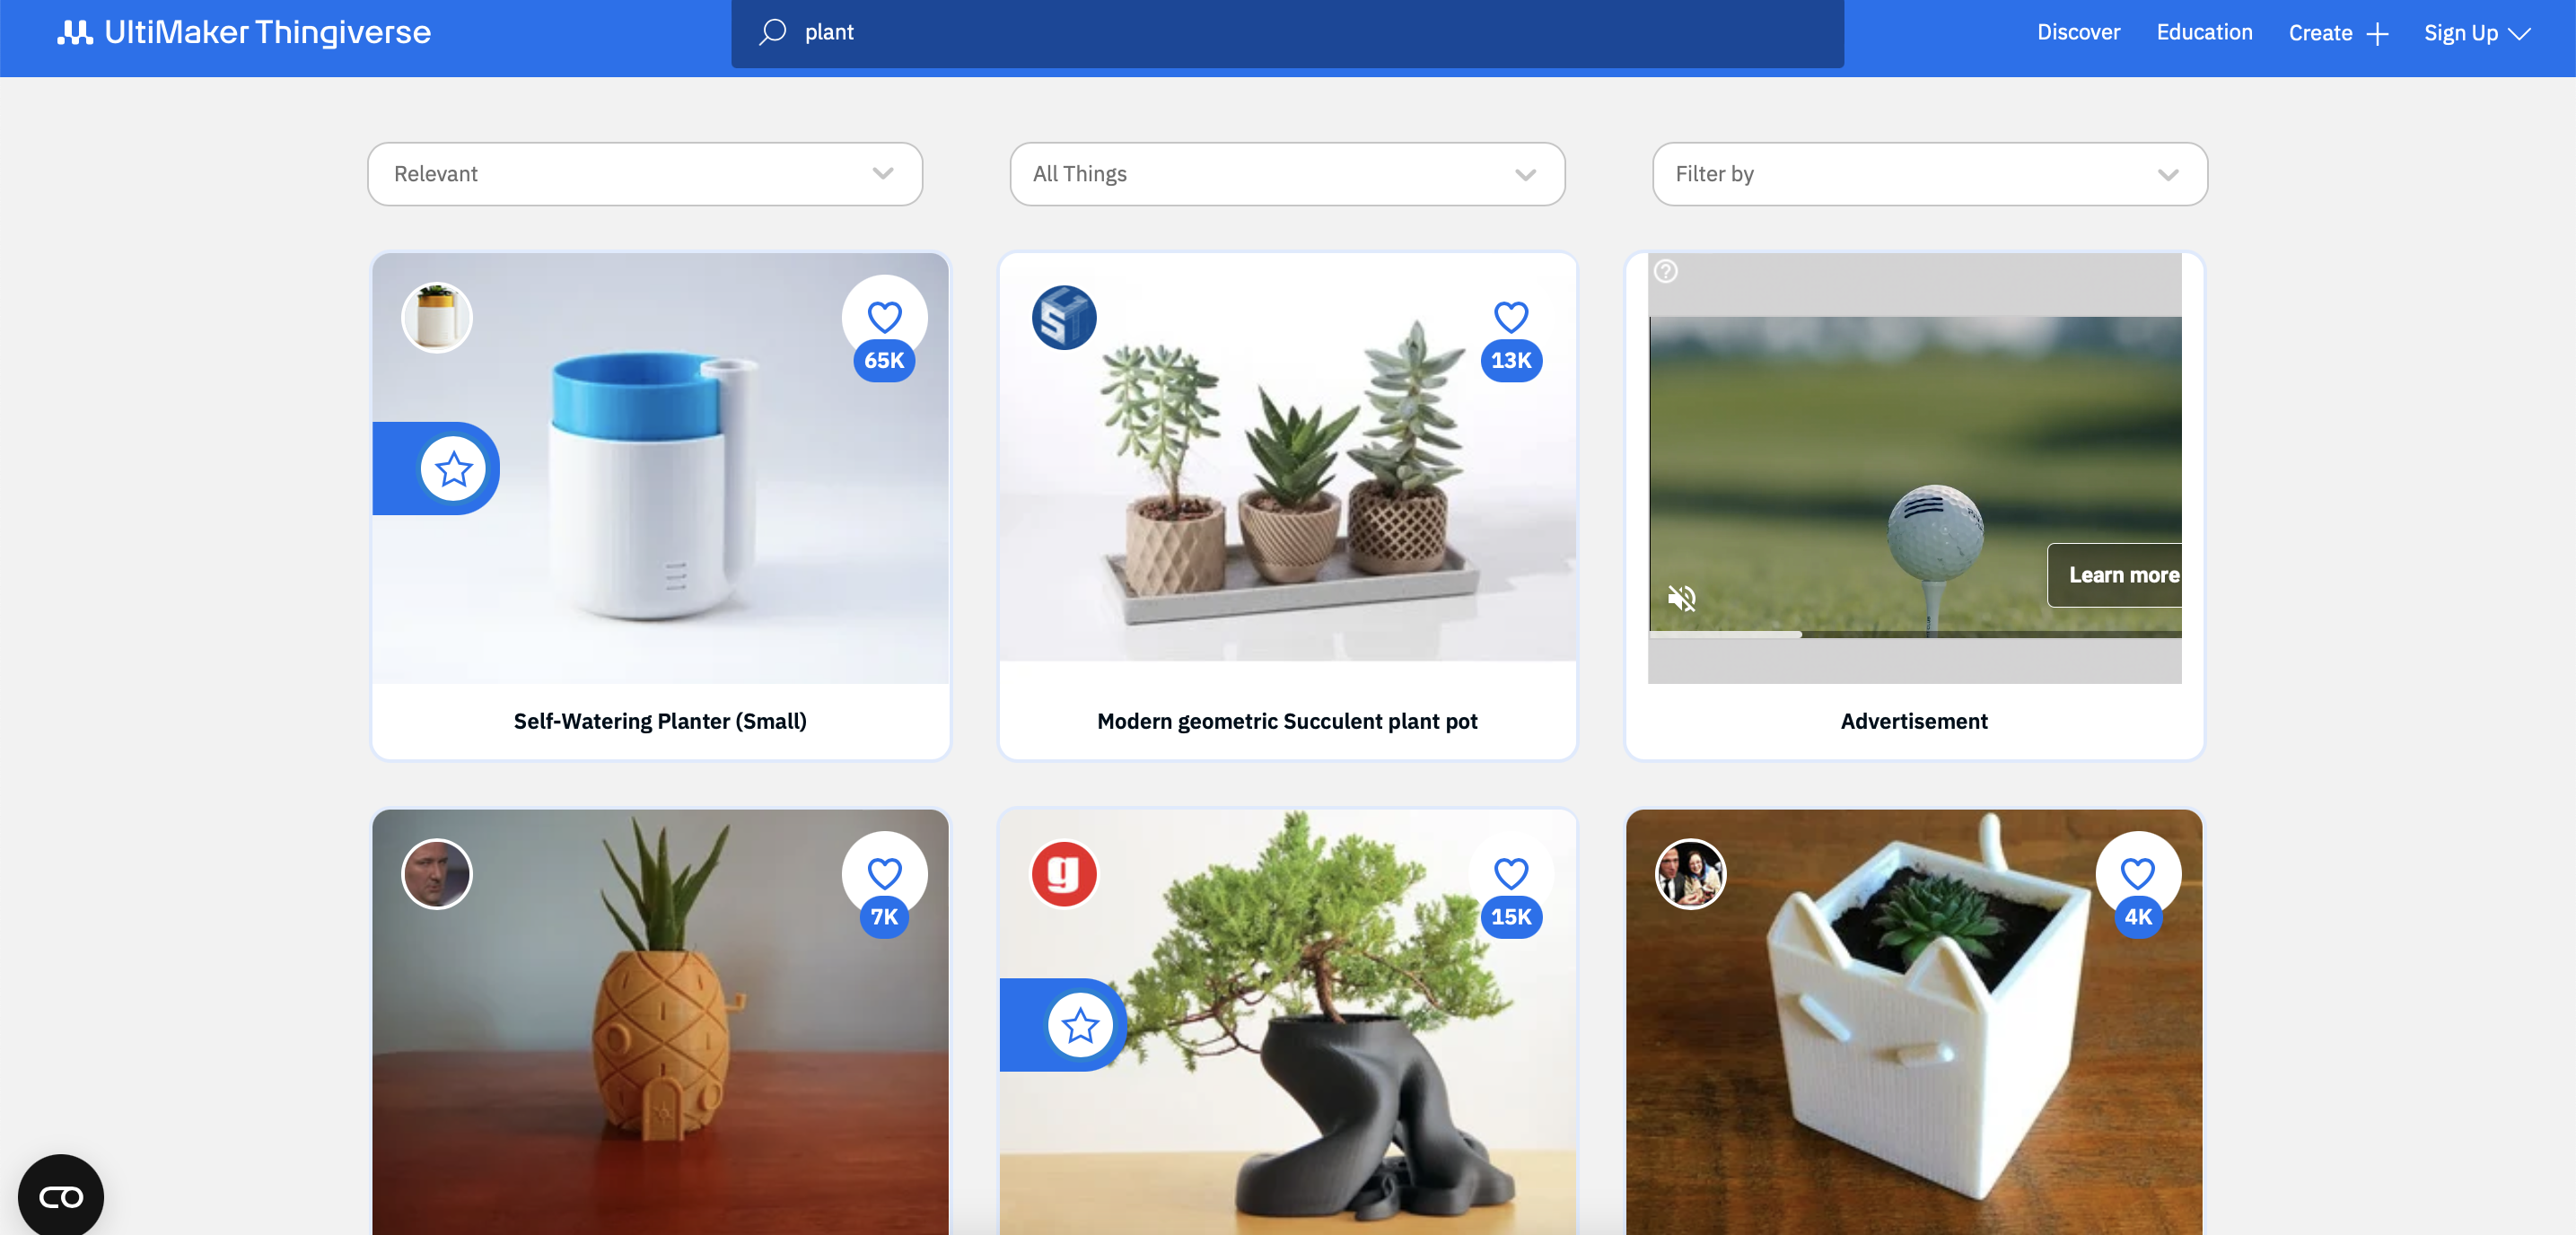 UltiMaker Thingiverse
plant
Discover
Education
Create
Sign Up
Relevant
All Things
Filter by
65K
13K
Learn more
Self-Watering Planter (Small)
Modern geometric Succulent plant pot
Advertisement
7K
g
15K
4K